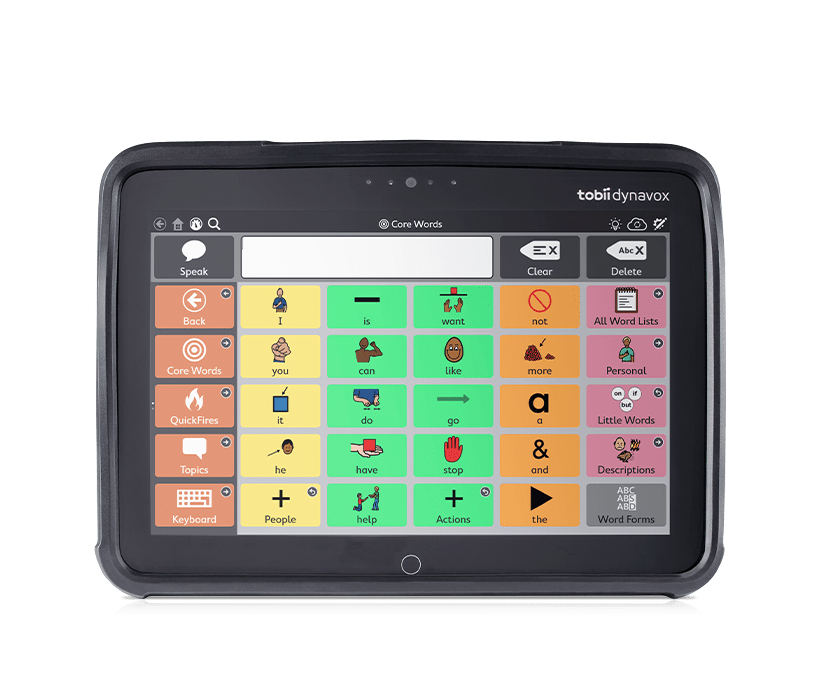 tobii dynavox
Core Words
Speak
Clear
Abc X
Delete
Back
I
is
want
not
All Word Lists
Core Words
you
can
like
more
Personal
QuickFires
it
do
go
a
a
on if
but
Little Words
Topics
he
have
stop
&
and
Descriptions
Keyboard
People
help
Actions
the
ABC
ABS
ABD
Word Forms